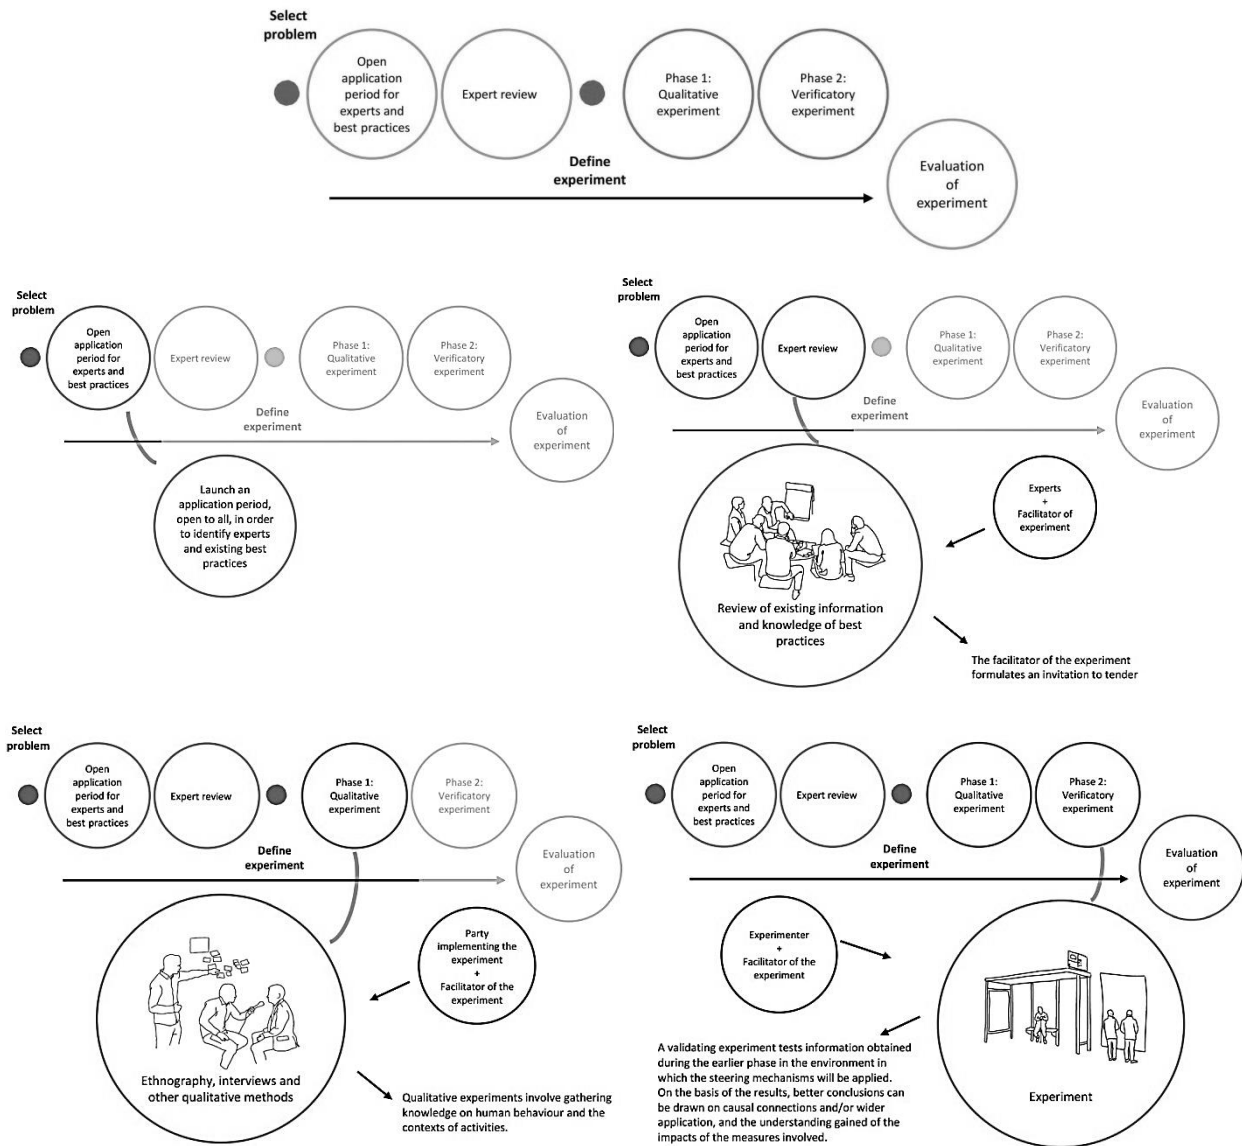 Select
problem
Open
application
period for
experts and
best practices
Expert review
Phase 1:
Qualitative
experiment
Phase 2:
Verificatory
experiment
Define
experiment
Evaluation
of
experiment
Select
problem
Open
application
period for
experts and
best practices
Expert review
Phase 1:
Qualitative
experiment
Phase 2:
Verificatory
experiment
Define
experiment
Evaluation
of
experiment
Launch an
application period,
open to all, in order
to identify experts
and existing best
practices
Select
problem
Open
application
period for
experts and
best practices
Expert review
Phase 1:
Qualitative
experiment
Phase 2:
Verificatory
experiment
Define
experiment
Evaluation
of
experiment
Experts
+
Facilitator of
experiment
Review of existing information
and knowledge of best
practices
The facilitator of the experiment
formulates an invitation to tender
Select
problem
Open
application
period for
experts and
best practices
Expert review
Phase 1:
Qualitative
experiment
Phase 2:
Verificatory
experiment
Define
experiment
Evaluation
of
experiment
Party
implementing the
experiment
+
Facilitator of the
experiment
Ethnography, interviews and
other qualitative methods
Qualitative experiments involve gathering
knowledge on human behaviour and the
contexts of activities.
Select
problem
Open
application
period for
experts and
best practices
Expert review
Phase 1:
Qualitative
experiment
Phase 2:
Verificatory
experiment
Define
experiment
Evaluation
of
experiment
Experimenter
+
Facilitator of the
experiment
A validating experiment tests information obtained
during the earlier phase in the environment in
which the steering mechanisms will be applied.
On the basis of the results, better conclusions can
be drawn on causal connections and/or wider
application, and the understanding gained of the
impacts of the measures involved.
Experiment